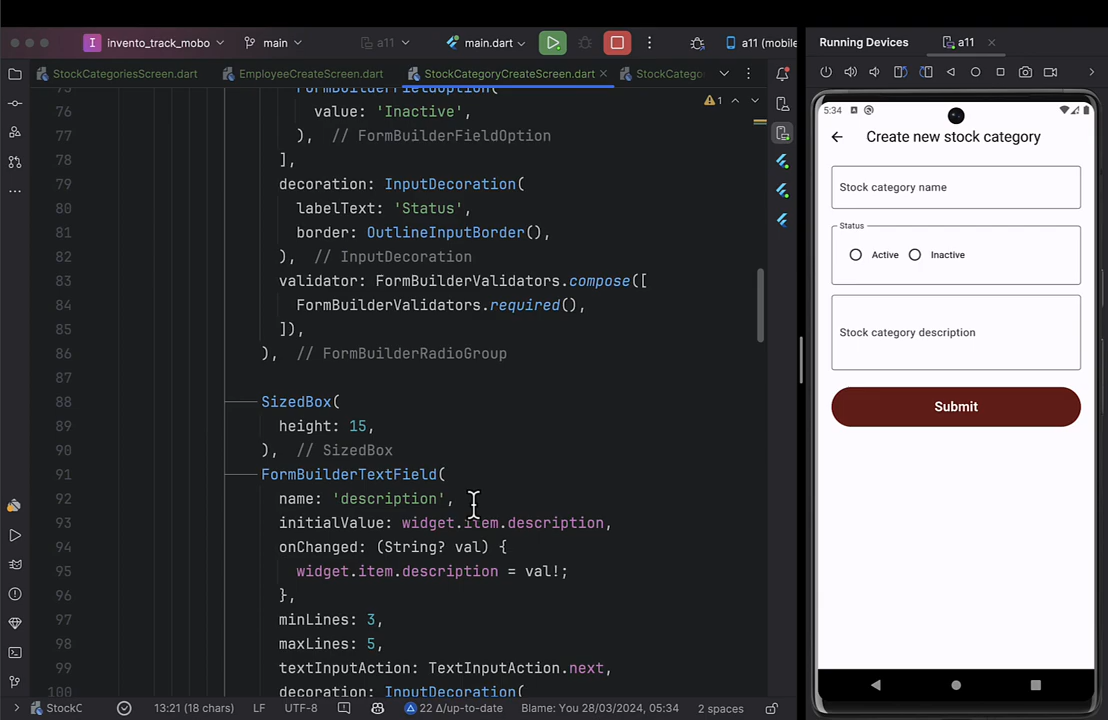 I invento_track_mobo main a11 main.dart a11 (mobile
Running Devices a11
StockCategoriesScreen.dart EmployeeCreateScreen.dart StockCategoryCreateScreen.dart StockCatego
76 value: 'Inactive',
77 ), // FormBuilderFieldOption
78 ],
79 decoration: InputDecoration(
80 labelText: 'Status',
81 border: OutlineInputBorder(),
82 ), // InputDecoration
83 validator: FormBuilderValidators.compose([
84 FormBuilderValidators.required(),
85 ]),
86 ), // FormBuilderRadioGroup
87
88 SizedBox(
89 height: 15,
90 ), // SizedBox
91 FormBuilderTextField(
92 name: 'description',
93 initialValue: widget.item.description,
94 onChanged: (String? val) {
95 widget.item.description = val!;
96 },
97 minLines: 3,
98 maxLines: 5,
99 textInputAction: TextInputAction.next,
100 decoration: InputDecoration(
1
StockC 13:21 (18 chars) LF UTF-8 22 Δ/up-to-date Blame: You 28/03/2024, 05:34 2 spaces
5:34
Create new stock category
Stock category name
Status
Active Inactive
Stock category description
Submit